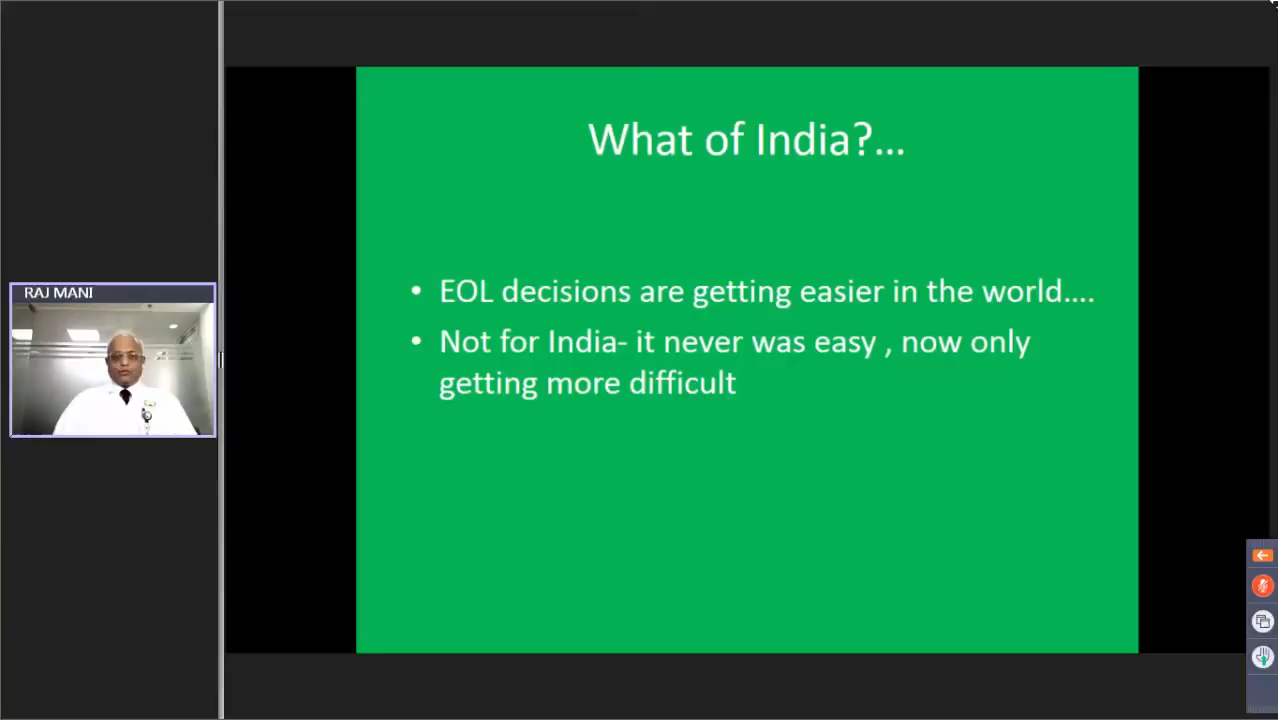 RAJ MANI
What of India?...
• EOL decisions are getting easier in the world....
• Not for India- it never was easy , now only
getting more difficult